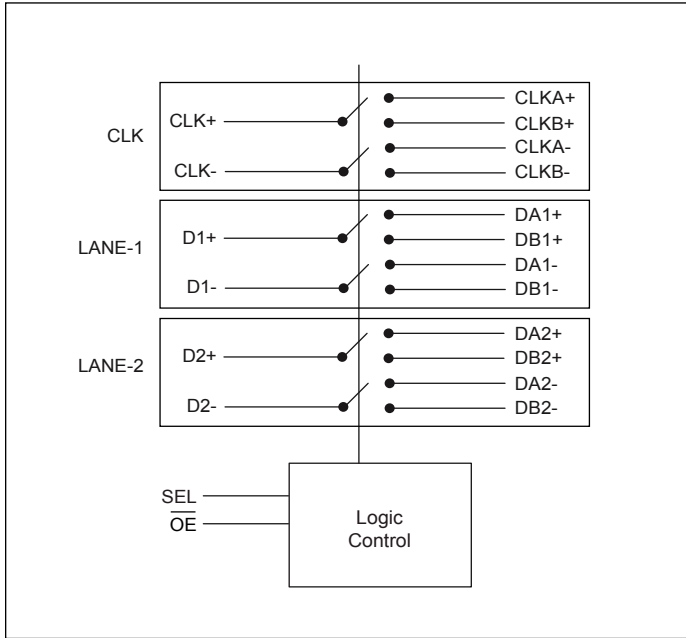 CLK
CLK+
CLKA+
CLKB+
CLK-
CLKA-
CLKB-
LANE-1
D1+
DA1+
DB1+
D1-
DA1-
DB1-
LANE-2
D2+
DA2+
DB2+
D2-
DA2-
DB2-
SEL
O̅E̅
Logic
Control